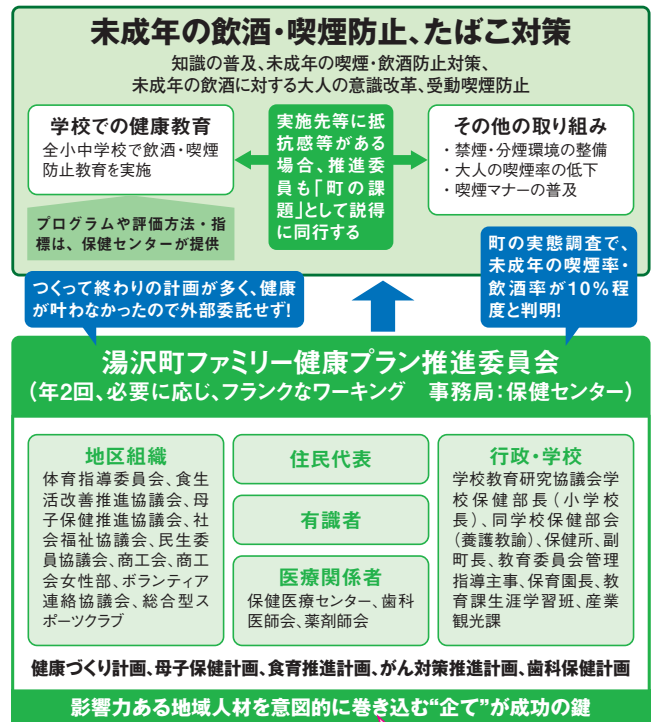 未成年の飲酒・喫煙防止、たばこ対策
知識の普及、未成年の喫煙・飲酒防止対策、
未成年の飲酒に対する大人の意識改革、受動喫煙防止
学校での健康教育
全小中学校で飲酒・喫煙
防止教育を実施
プログラムや評価方法・指
標は、保健センターが提供
実施先等に抵
抗感等がある
場合、推進委員
も「町の課
題」として説得
に同行する
その他の取り組み
・禁煙・分煙環境の整備
・大人の喫煙率の低下
・喫煙マナーの普及
つくって終わりの計画が多く、健康
が叶わなかったので外部委託せず!
町の実態調査で、
未成年の喫煙率・
飲酒率が10%程
度と判明!
湯沢町ファミリー健康プラン推進委員会
(年2回、必要に応じ、フランクなワーキング 事務局:保健センター)
地区組織
体育指導委員会、食生
活改善推進協議会、母
子保健推進協議会、社
会福祉協議会、民生委
員協議会、商工会、商工
会女性部、ボランティア
連絡協議会、総合型ス
ポーツクラブ
住民代表
有識者
医療関係者
保健医療センター、歯科
医師会、薬剤師会
行政・学校
学校教育研究協議会学
校保健部長(小学校
長)、同学校保健部会
(養護教諭)、保健所、副
町長、教育委員会管理
指導主事、保育園長、教
育課生涯学習班、産業
観光課
健康づくり計画、母子保健計画、食育推進計画、がん対策推進計画、歯科保健計画
影響力ある地域人材を意図的に巻き込む“企て”が成功の鍵